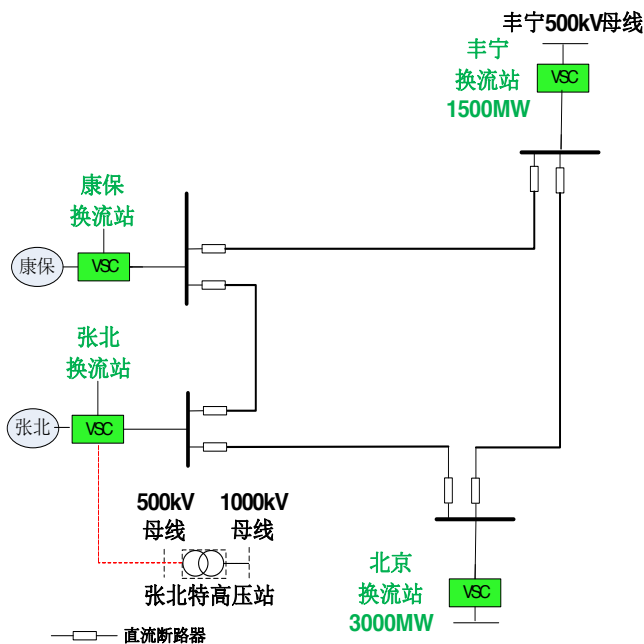 丰宁500kV母线
丰宁
换流站
1500MW
VSC
康保
换流站
康保
VSC
张北
换流站
张北
VSC
500kV
母线
1000kV
母线
张北特高压站
北京
换流站
3000MW
VSC
直流断路器